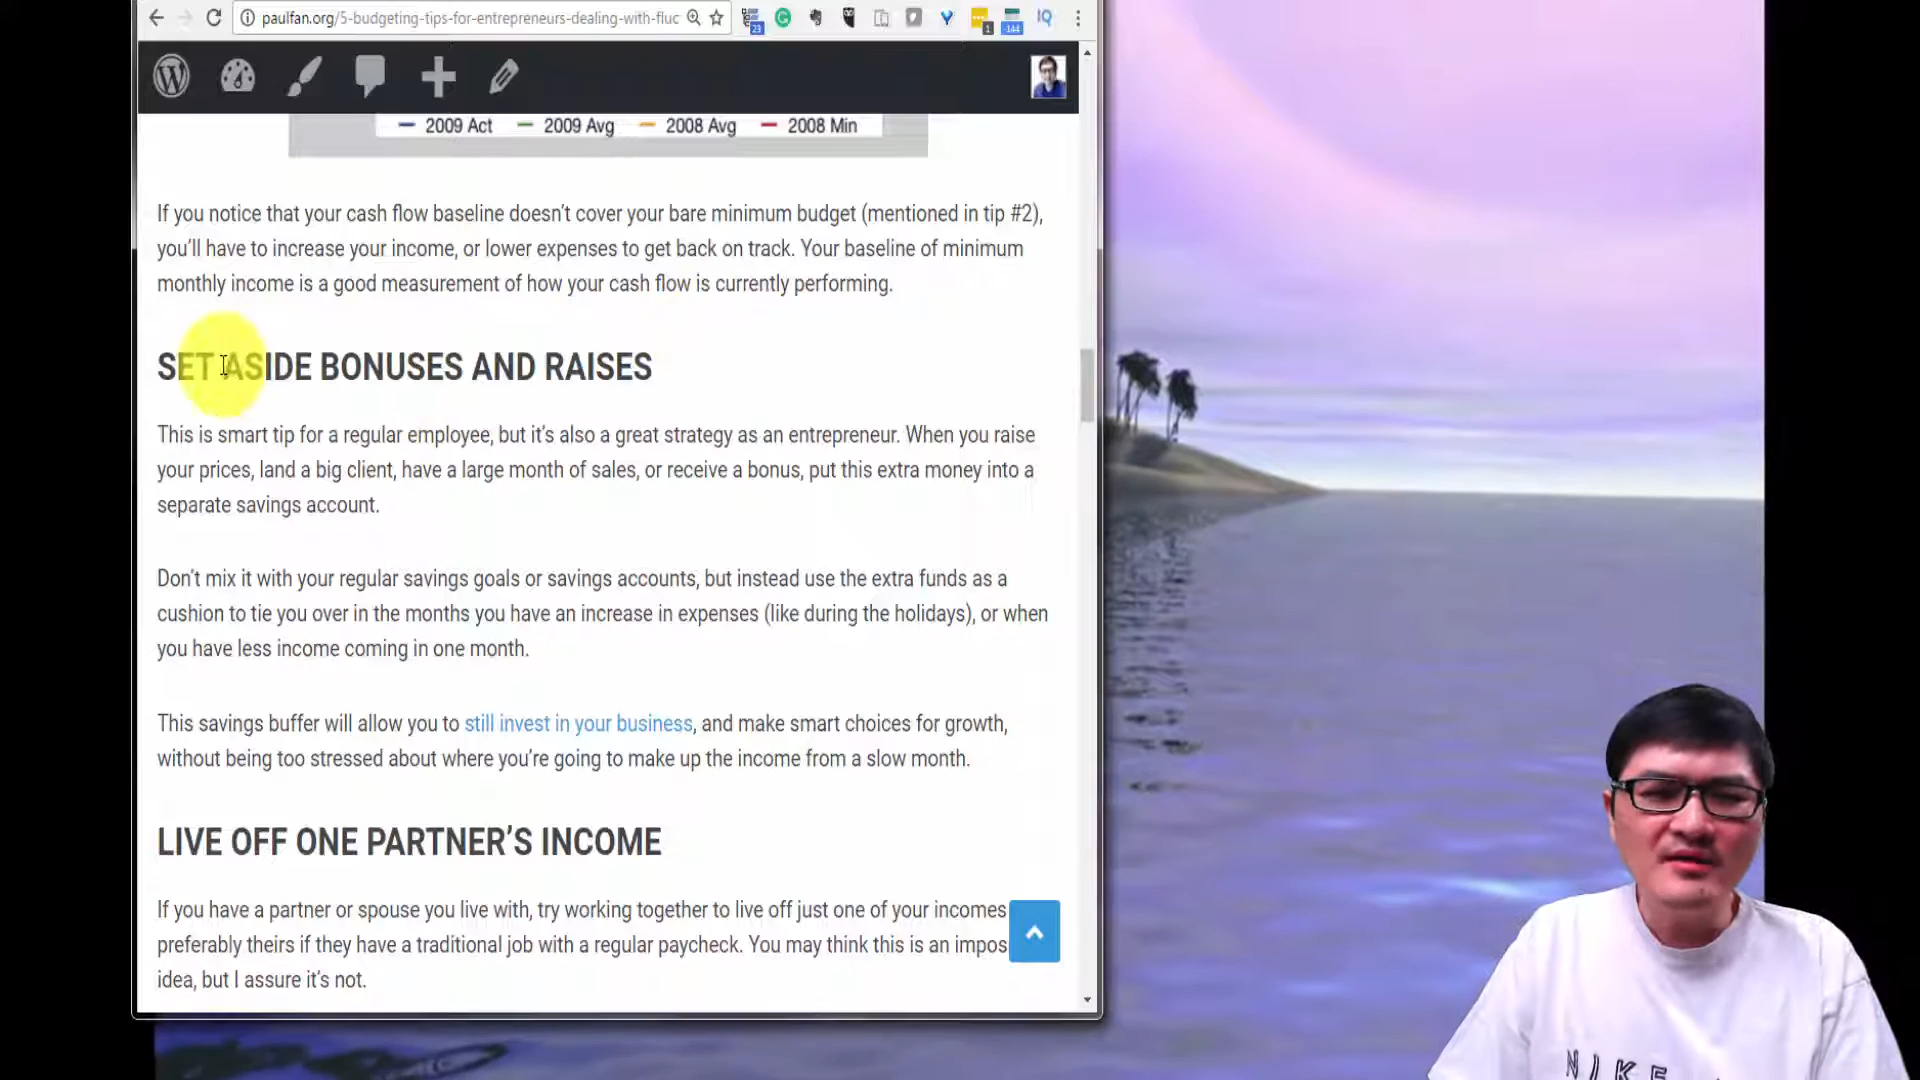 paulfan.org/5-budgeting-tips-for-entrepreneurs-dealing-with-fluc
23
1
-144
IQ
2009 Act 2009 Avg 2008 Avg 2008 Min
If you notice that your cash flow baseline doesn’t cover your bare minimum budget (mentioned in tip #2),
you’ll have to increase your income, or lower expenses to get back on track. Your baseline of minimum
monthly income is a good measurement of how your cash flow is currently performing.
SET ASIDE BONUSES AND RAISES
This is smart tip for a regular employee, but it’s also a great strategy as an entrepreneur. When you raise
your prices, land a big client, have a large month of sales, or receive a bonus, put this extra money into a
separate savings account.
Don’t mix it with your regular savings goals or savings accounts, but instead use the extra funds as a
cushion to tie you over in the months you have an increase in expenses (like during the holidays), or when
you have less income coming in one month.
This savings buffer will allow you to still invest in your business, and make smart choices for growth,
without being too stressed about where you’re going to make up the income from a slow month.
LIVE OFF ONE PARTNER’S INCOME
If you have a partner or spouse you live with, try working together to live off just one of your incomes
preferably theirs if they have a traditional job with a regular paycheck. You may think this is an impos
idea, but I assure it’s not.
NIKE